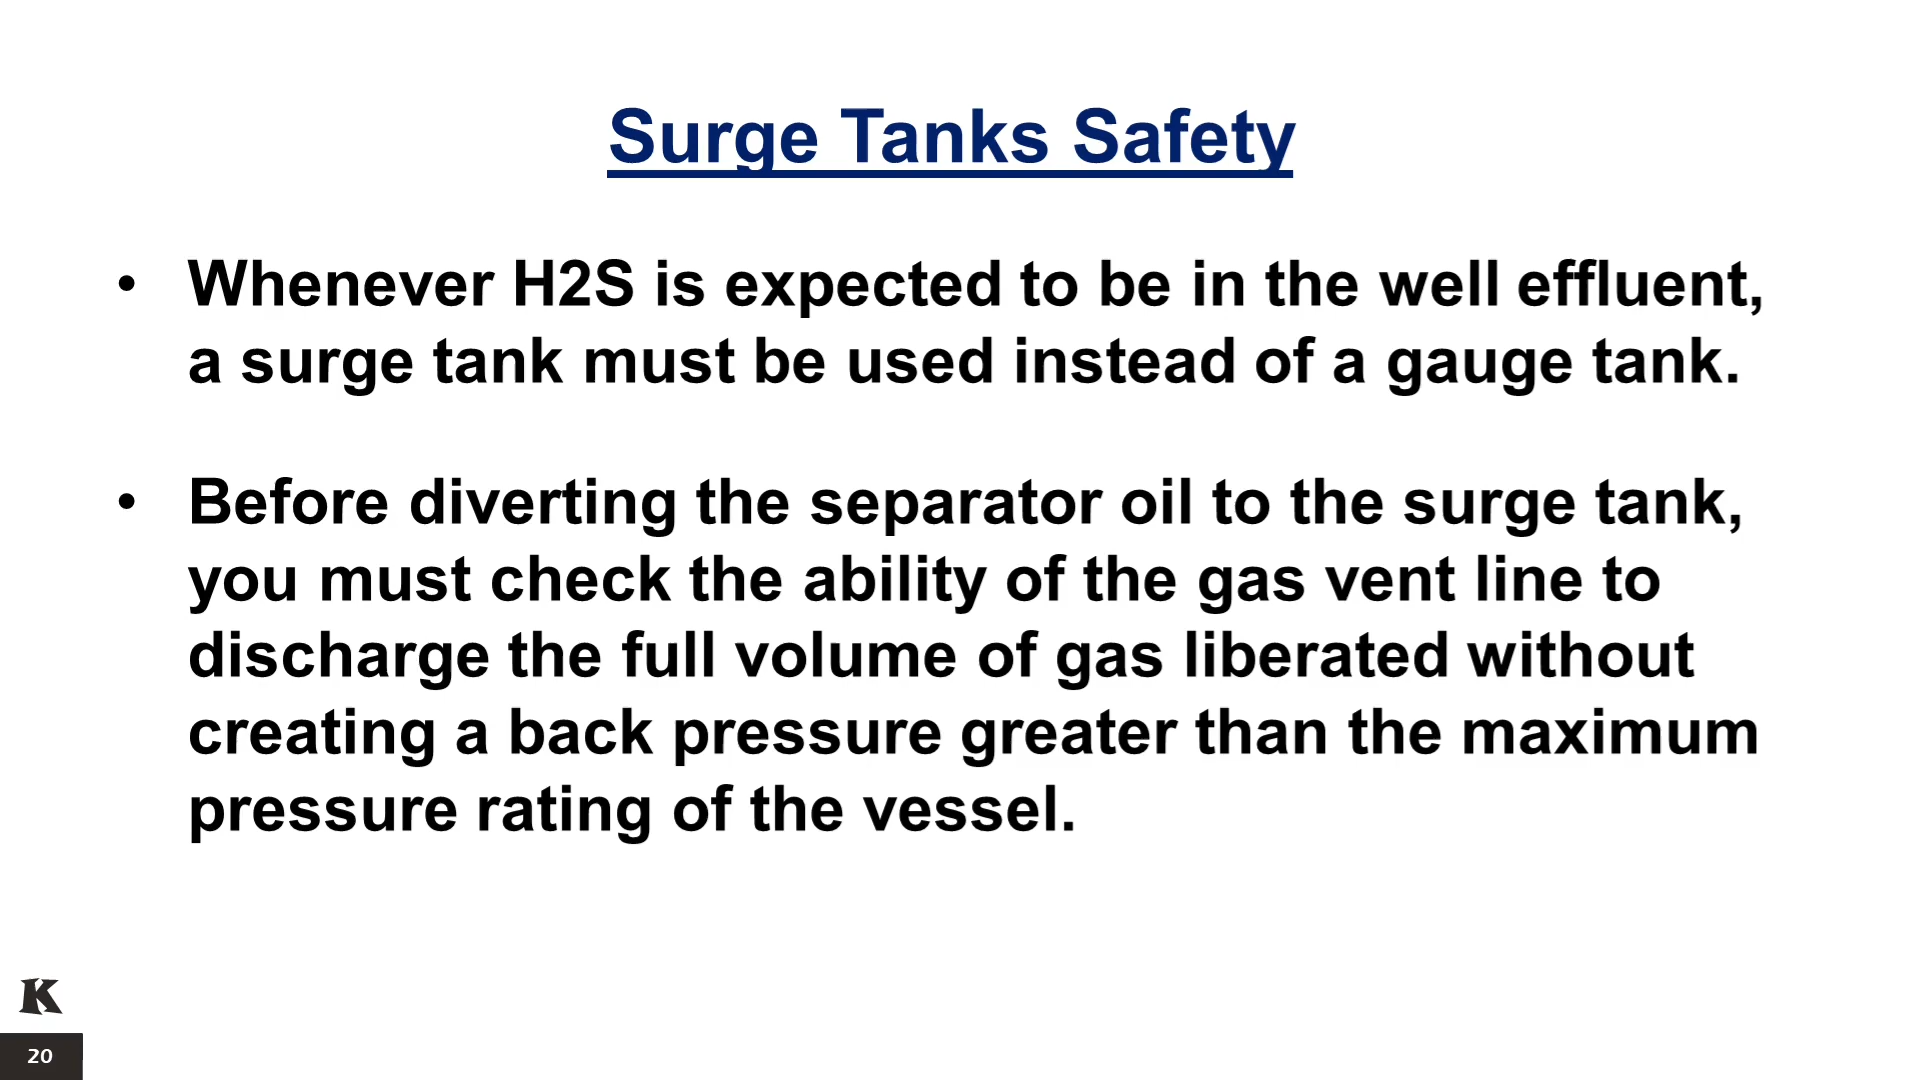 Surge Tanks Safety
• Whenever H2S is expected to be in the well effluent,
a surge tank must be used instead of a gauge tank.
• Before diverting the separator oil to the surge tank,
you must check the ability of the gas vent line to
discharge the full volume of gas liberated without
creating a back pressure greater than the maximum
pressure rating of the vessel.
K
20